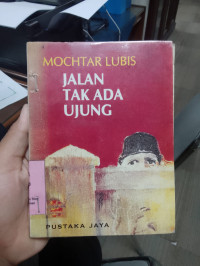 MOCHTAR LUBIS
JALAN
TAK ADA
UJUNG
PUSTAKA JAYA